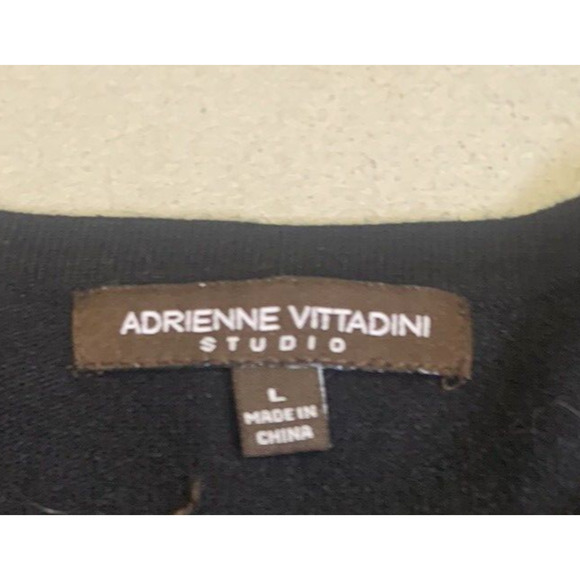 ADRIENNE VITTADINI
STUDIO
L
MADE IN
CHINA